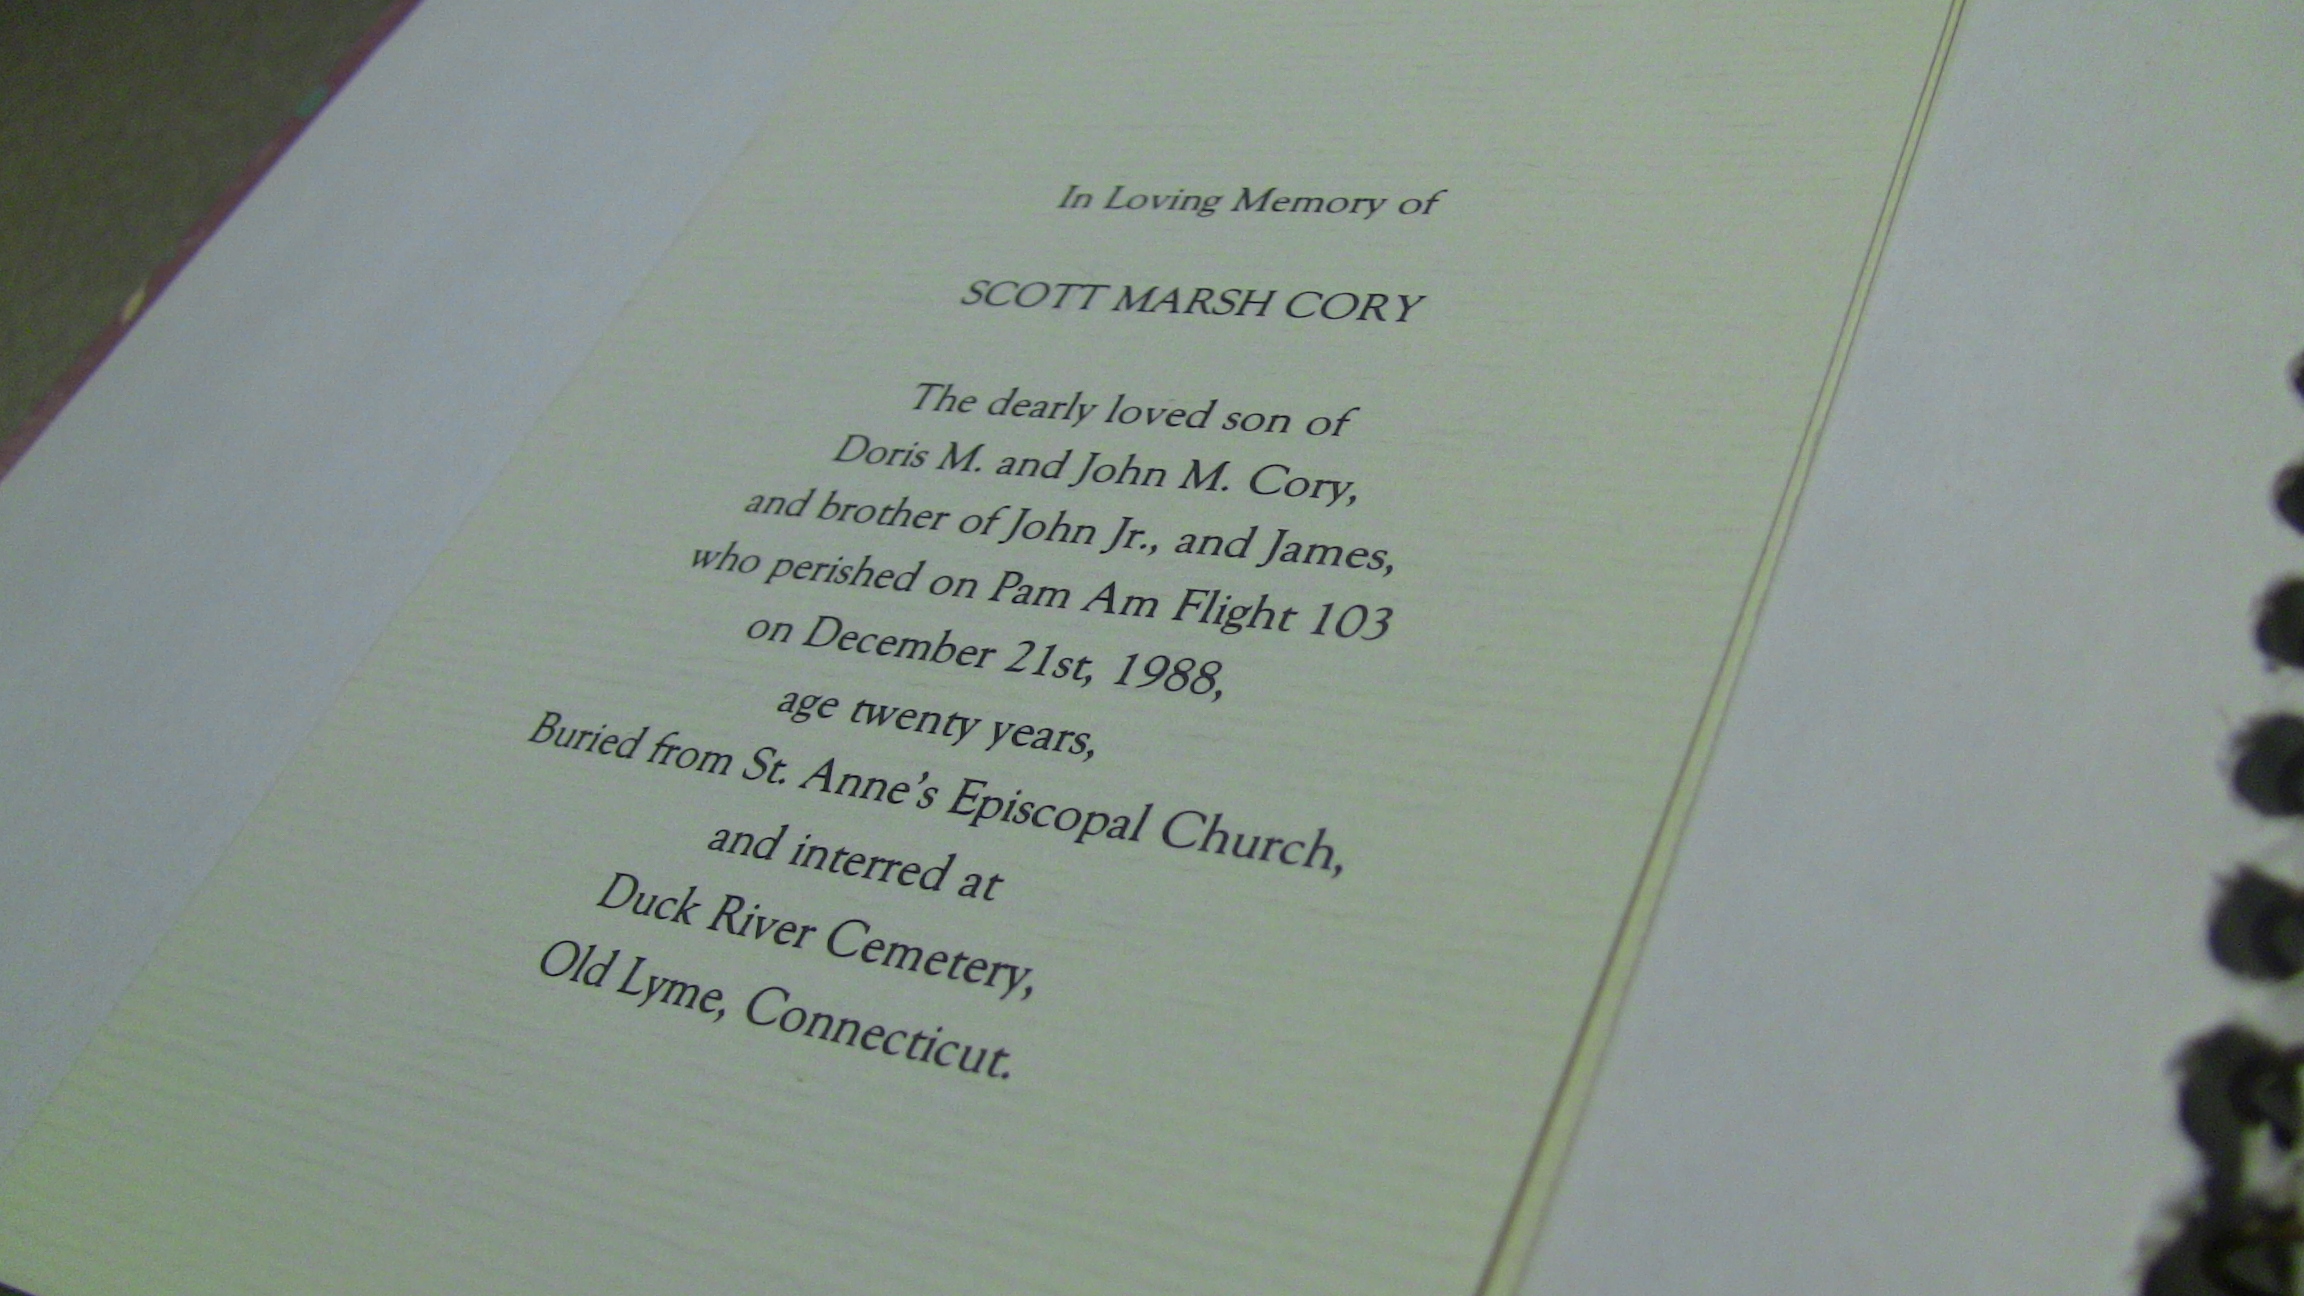 In Loving Memory of
SCOTT MARSH CORY
The dearly loved son of
Doris M. and John M. Cory,
and brother of John Jr., and James,
who perished on Pam Am Flight 103
on December 21st, 1988,
age twenty years,
Buried from St. Anne's Episcopal Church,
and interred at
Duck River Cemetery,
Old Lyme, Connecticut.